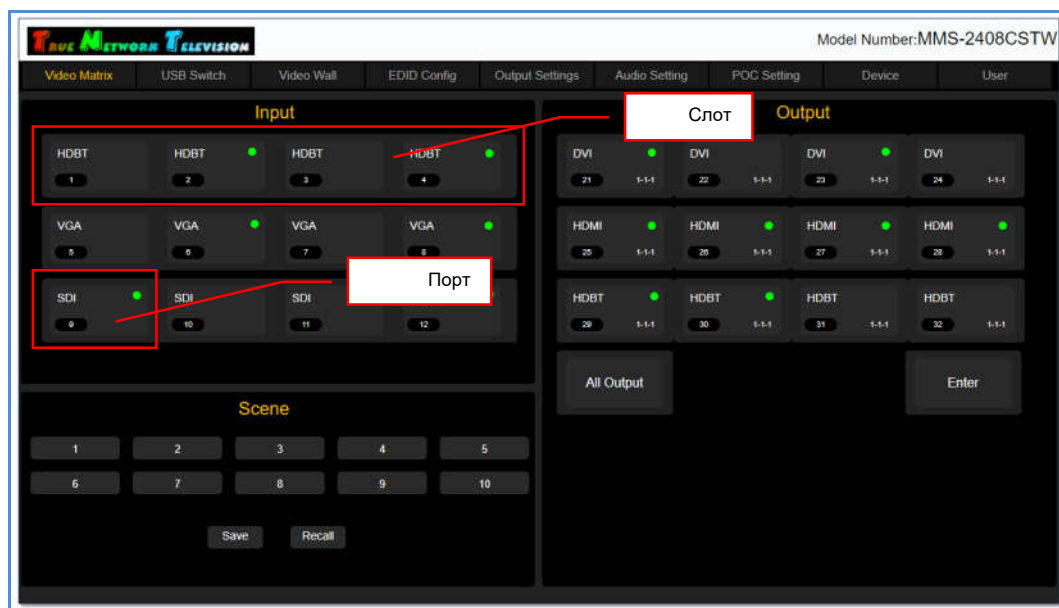 TRUE NETWORK TELEVISION
Model Number:MMS-2408CSTW
Video Matrix USB Switch Video Wall EDID Config Output Settings Audio Setting POC Setting Device User
Input
HDBT HDBT HDBT HDBT
1 2 3 4
VGA VGA VGA VGA
5 6 7 8
SDI SDI SDI
9 10 11 12
Порт
Слот
Scene
1 2 3 4 5
6 7 8 9 10
Save Recall
Output
DVI DVI DVI DVI
21 1-1-1 22 1-1-1 23 1-1-1 24 1-1-1
HDMI HDMI HDMI HDMI
25 1-1-1 26 1-1-1 27 1-1-1 28 1-1-1
HDBT HDBT HDBT HDBT
29 1-1-1 30 1-1-1 31 1-1-1 32 1-1-1
All Output Enter